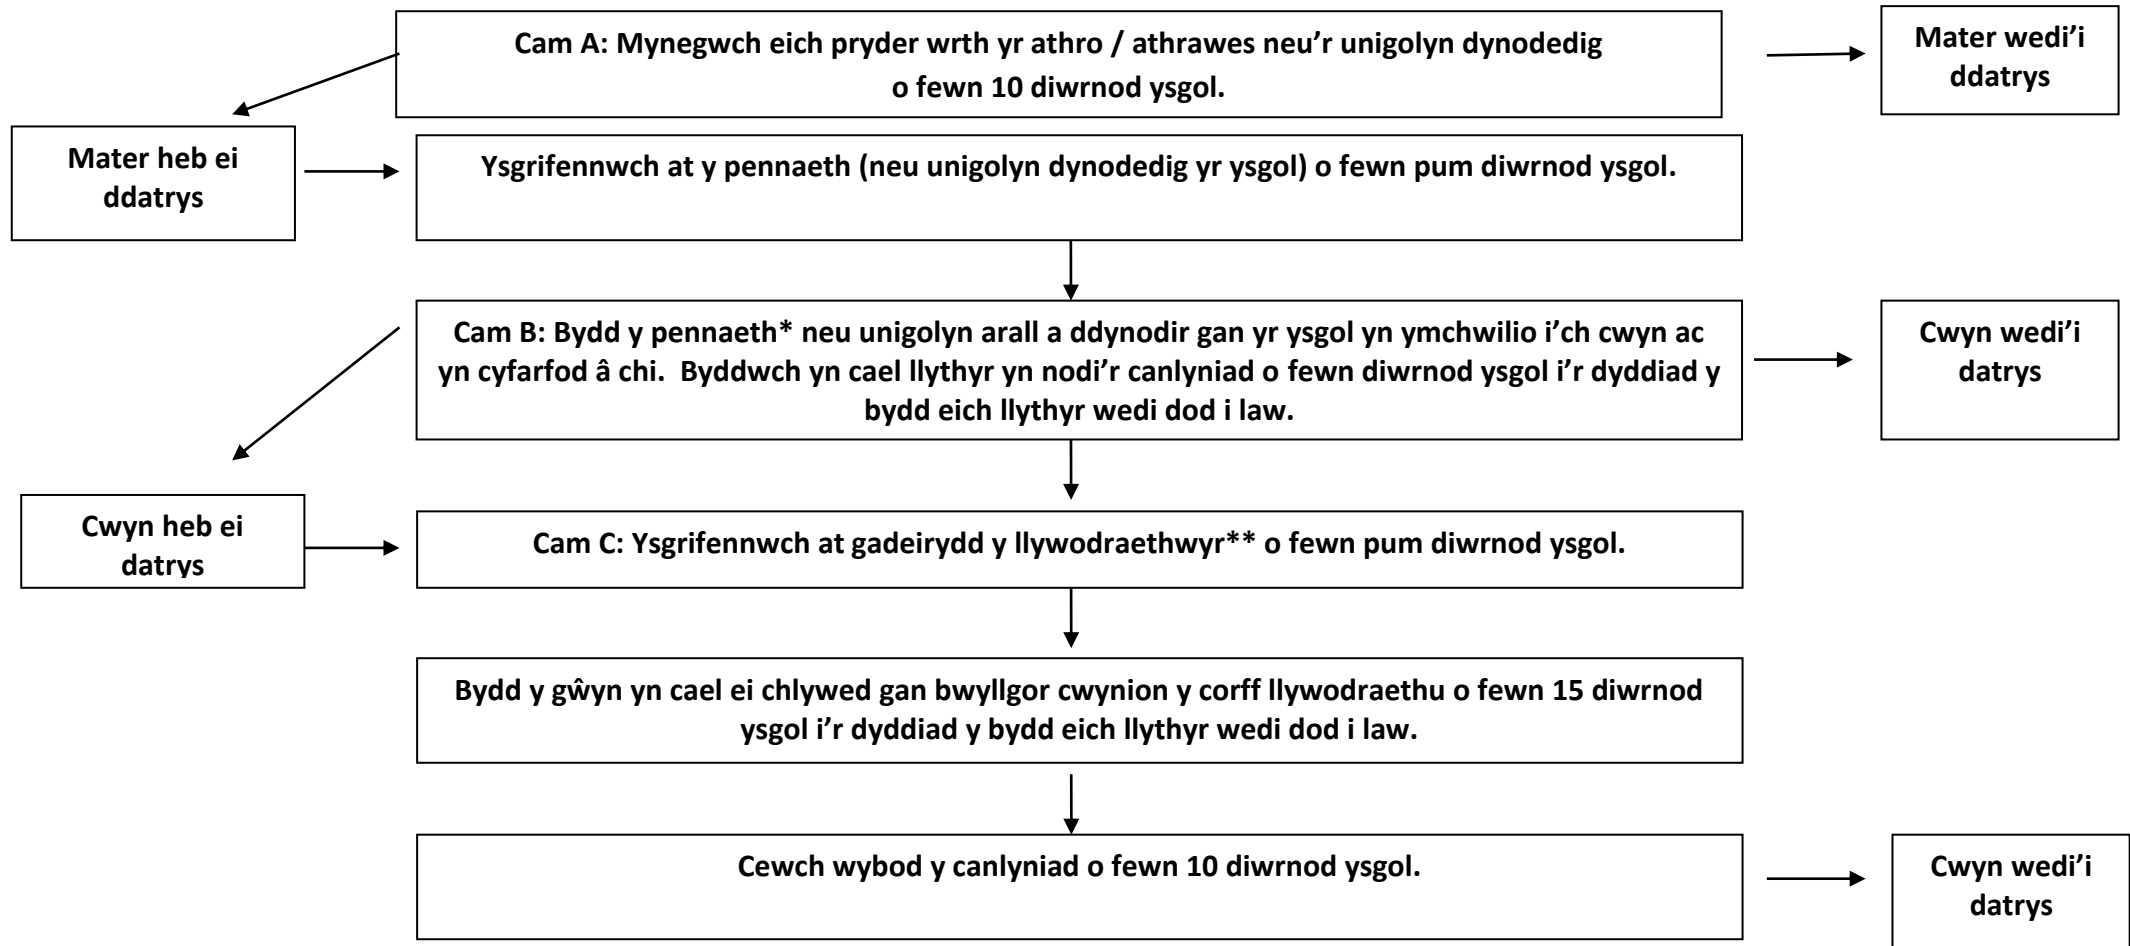 Cam A: Mynegwch eich pryder wrth yr athro / athrawes neu’r unigolyn dynodedig
o fewn 10 diwrnod ysgol.
Mater wedi’i
ddatrys
Mater heb ei
ddatrys
Ysgrifennwch at y pennaeth (neu unigolyn dynodedig yr ysgol) o fewn pum diwrnod ysgol.
Cam B: Bydd y pennaeth* neu unigolyn arall a ddynodir gan yr ysgol yn ymchwilio i’ch cwyn ac
yn cyfarfod â chi.  Byddwch yn cael llythyr yn nodi’r canlyniad o fewn diwrnod ysgol i’r dyddiad y
bydd eich llythyr wedi dod i law.
Cwyn wedi’i
datrys
Cwyn heb ei
datrys
Cam C: Ysgrifennwch at gadeirydd y llywodraethwyr** o fewn pum diwrnod ysgol.
Bydd y gŵyn yn cael ei chlywed gan bwyllgor cwynion y corff llywodraethu o fewn 15 diwrnod
ysgol i’r dyddiad y bydd eich llythyr wedi dod i law.
Cewch wybod y canlyniad o fewn 10 diwrnod ysgol.
Cwyn wedi’i
datrys